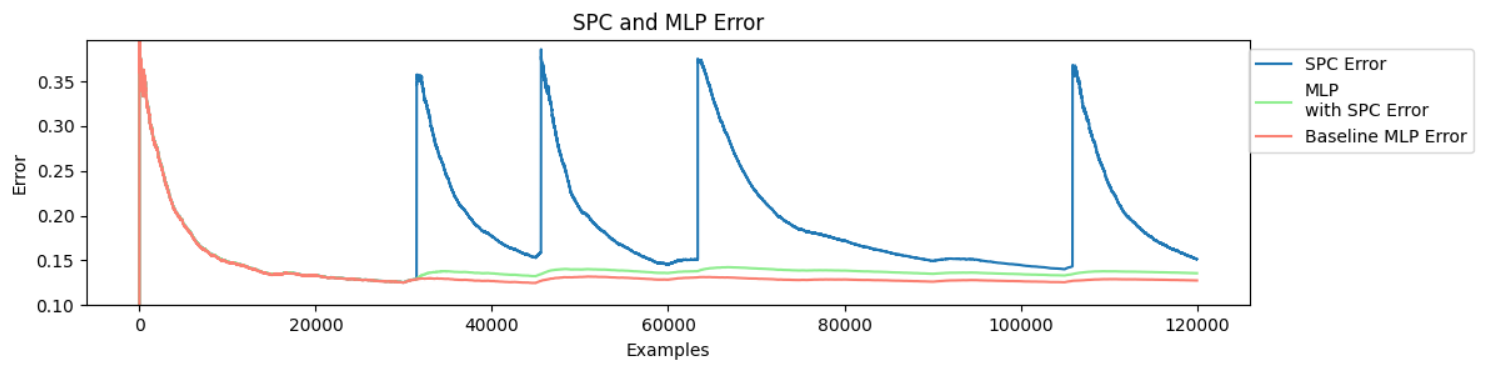 SPC and MLP Error
SPC Error
MLP
with SPC Error
Baseline MLP Error
Error
0.35
0.30
0.25
0.20
0.15
0.10
0 20000 40000 60000 80000 100000 120000
Examples